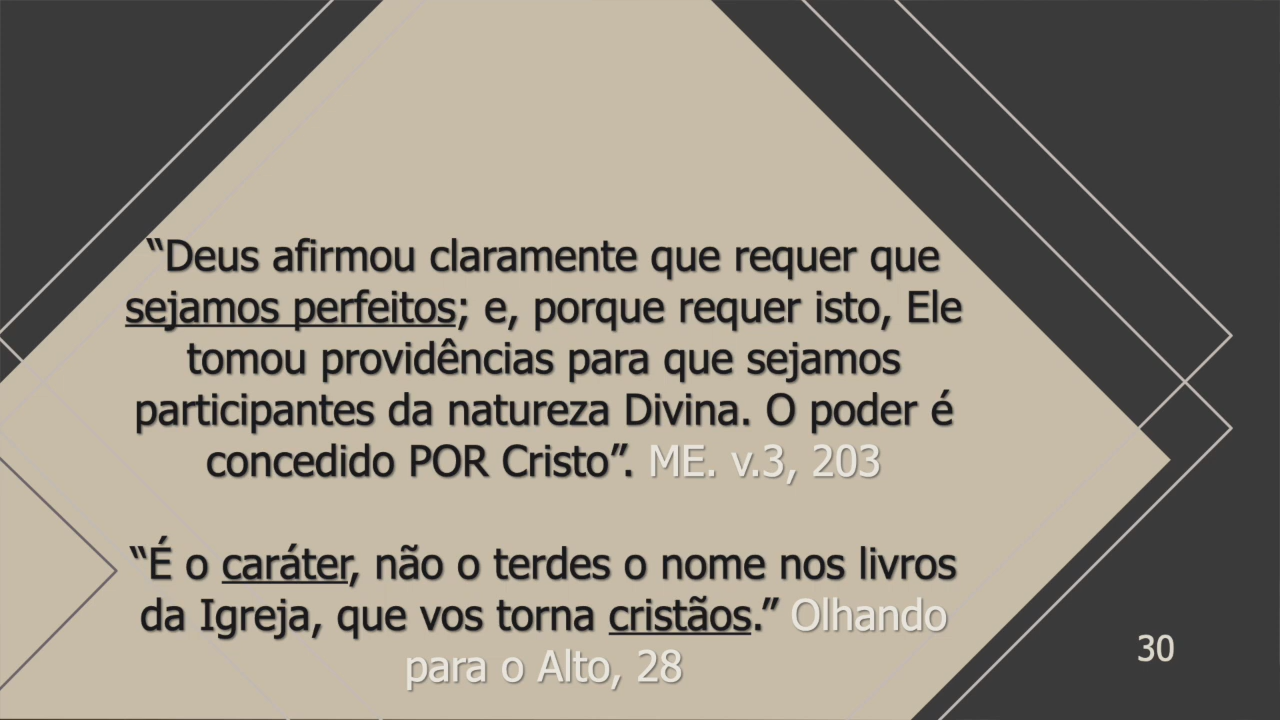 “Deus afirmou claramente que requer que
sejamos perfeitos; e, porque requer isto, Ele
tomou providências para que sejamos
participantes da natureza Divina. O poder é
concedido POR Cristo”. ME. v.3, 203
“É o caráter, não o terdes o nome nos livros
da Igreja, que vos torna cristãos.” Olhando
para o Alto, 28
30